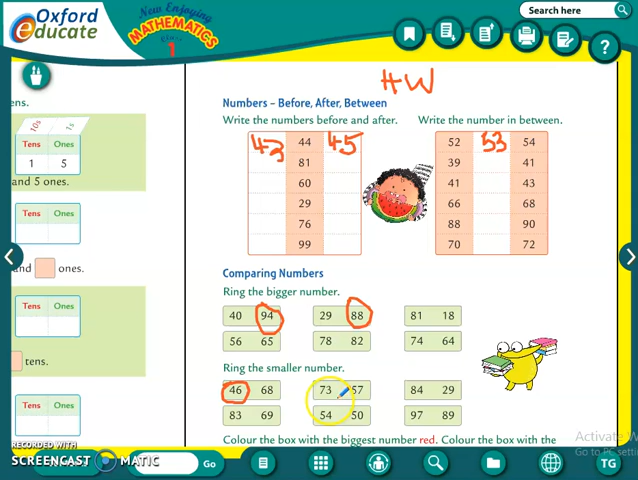 Oxford
educate
New Enjoying
MATHEMATICS
1
Search here
?
HW
ens.
10s 1s
Tens Ones
1 5
and 5 ones.
Tens Ones
and ones.
Tens Ones
tens.
Tens Ones
Numbers – Before, After, Between
Write the numbers before and after.
43 44 45
81
60
29
76
99
Write the number in between.
52 53 54
39 41
41 43
66 68
88 90
70 72
Comparing Numbers
Ring the bigger number.
40 94 29 88 81 18
56 65 78 82 74 64
Ring the smaller number.
46 68 73 57 84 29
83 69 54 50 97 89
Colour the box with the biggest number red. Colour the box with the
Activate W
Go to PC setting
RECORDED WITH
SCREENCAST MATIC
Go
TG